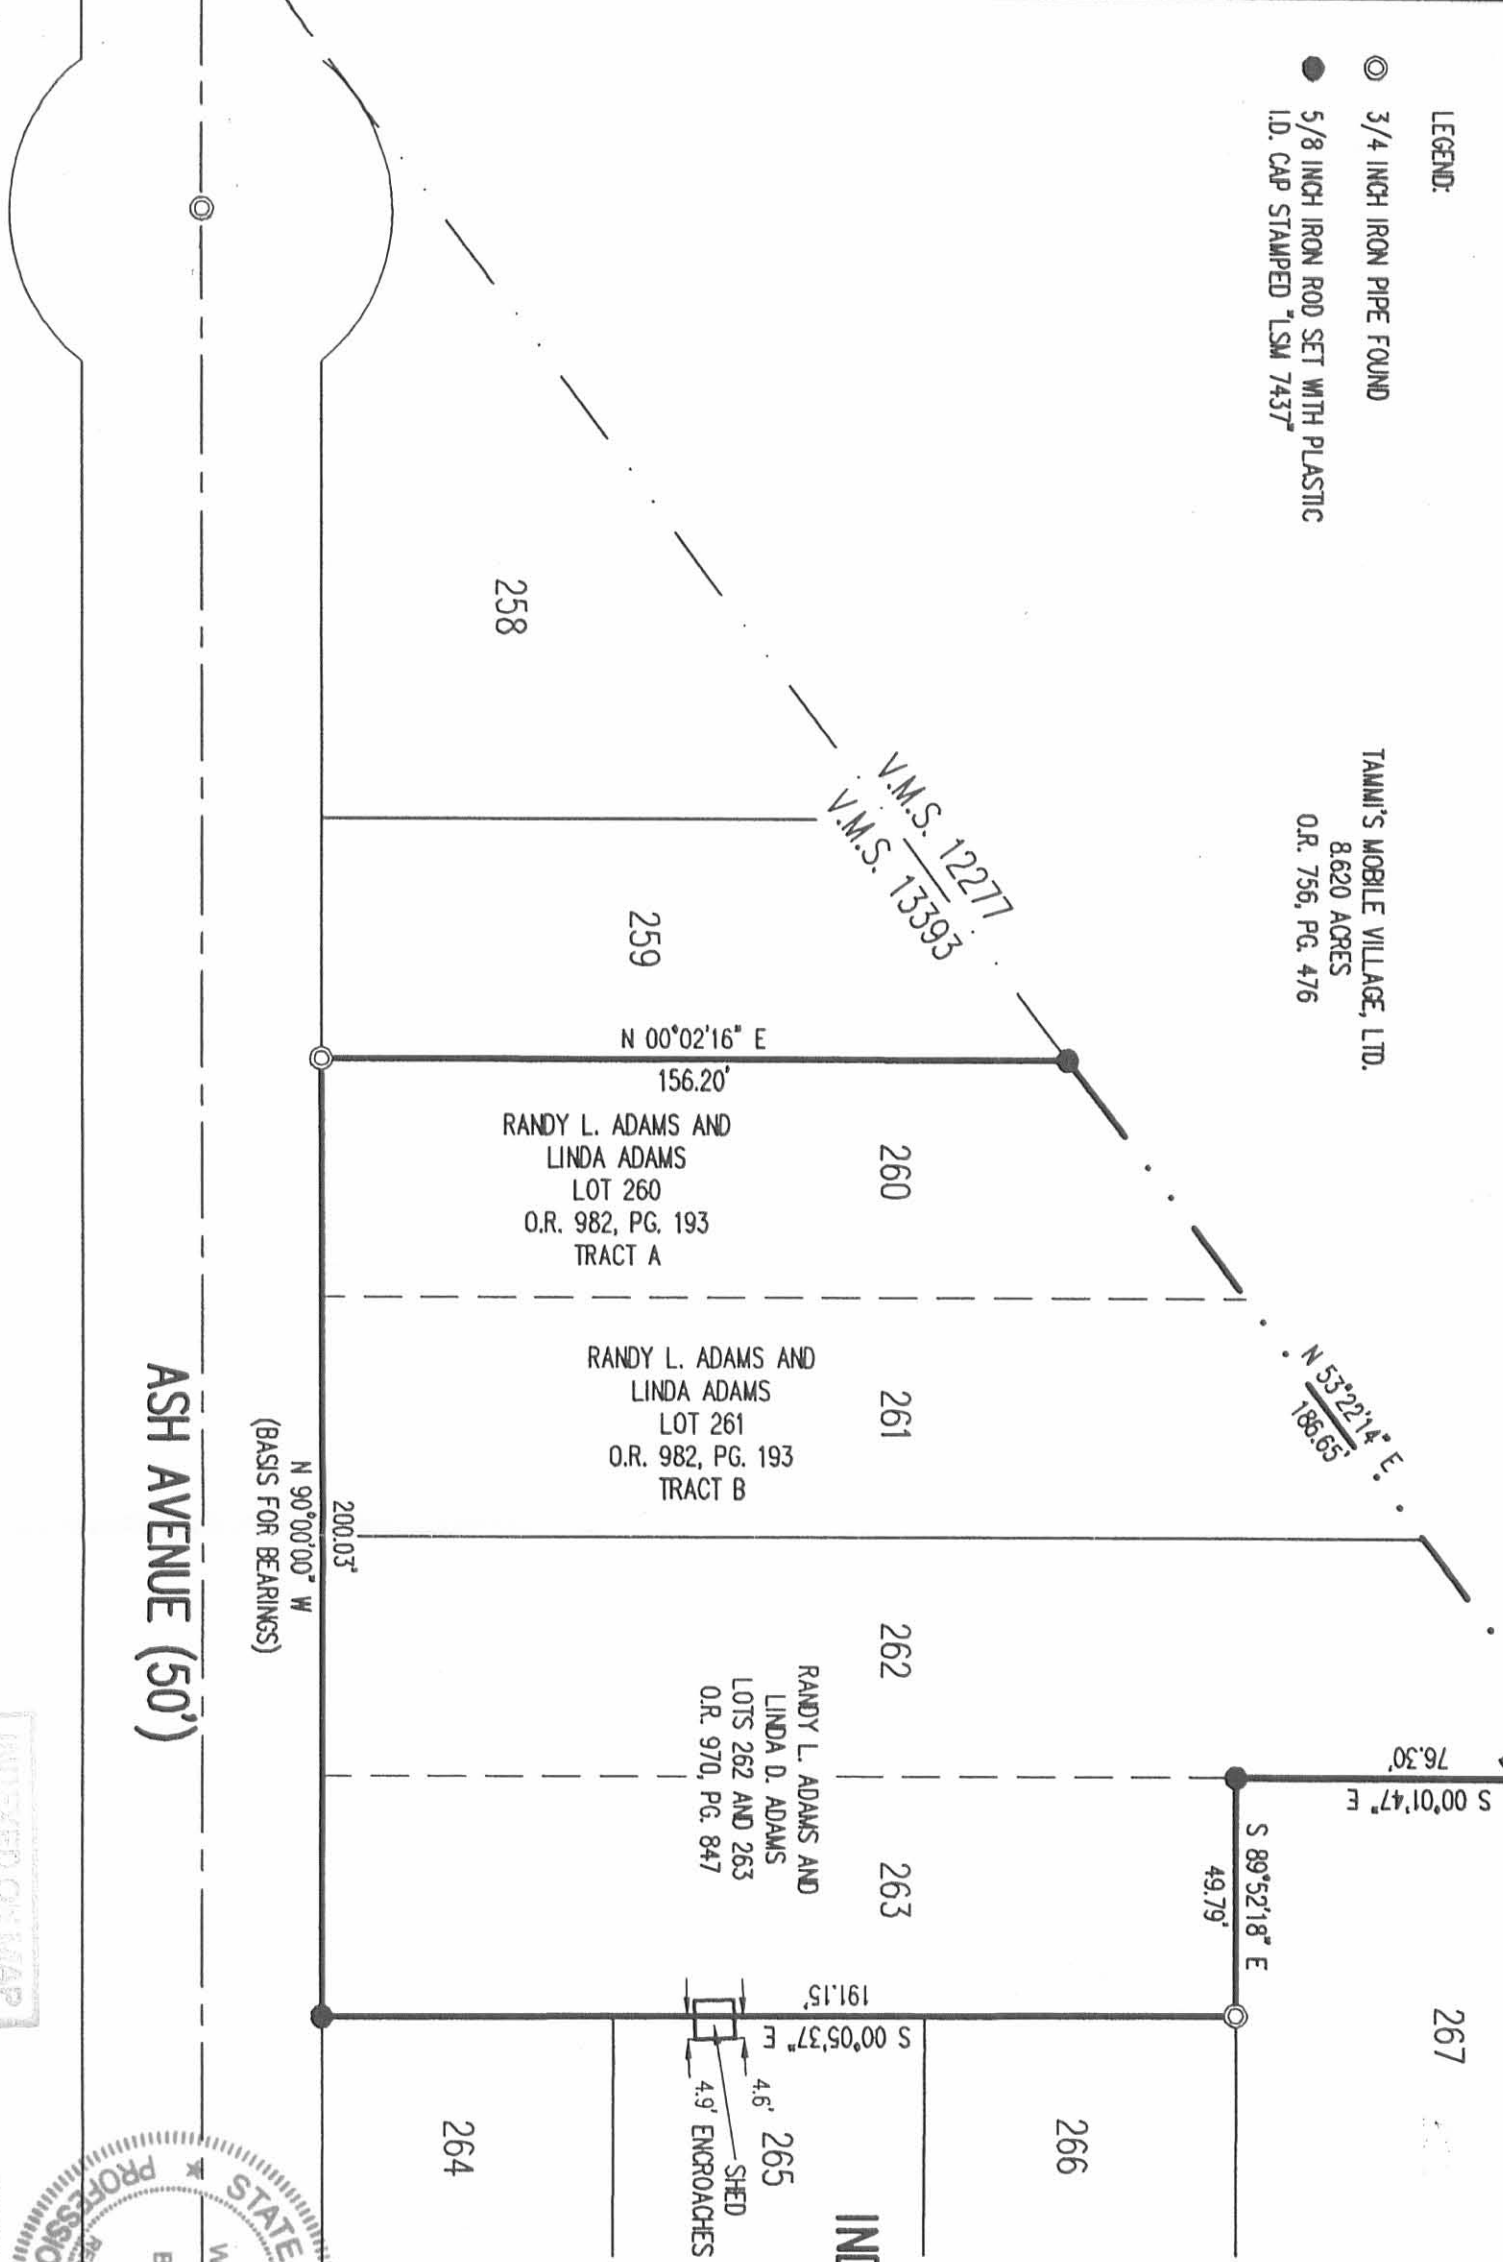 LEGEND:
3/4 INCH IRON PIPE FOUND
5/8 INCH IRON ROD SET WITH PLASTIC
I.D. CAP STAMPED "LSM 7437"
TAMMI'S MOBILE VILLAGE, LTD.
8.620 ACRES
O.R. 756, PG. 476
258
V.M.S. 12277
V.M.S. 13393
259
N 00°02'16" E
156.20'
RANDY L. ADAMS AND
LINDA ADAMS
LOT 260
O.R. 982, PG. 193
TRACT A
260
RANDY L. ADAMS AND
LINDA ADAMS
LOT 261
O.R. 982, PG. 193
TRACT B
261
N 53°22'14" E
186.65'
262
RANDY L. ADAMS AND
LINDA D. ADAMS
LOTS 262 AND 263
O.R. 970, PG. 847
263
76.30'
S 00°01'47" E
S 89°52'18" E
49.79'
267
191.15'
S 00°05'37" E
4.6'
265
SHED
4.9' ENCROACHES
266
264
200.03'
N 90°00'00" W
(BASIS FOR BEARINGS)
ASH AVENUE (50')
STATE
PROFESSIO
ON MAP